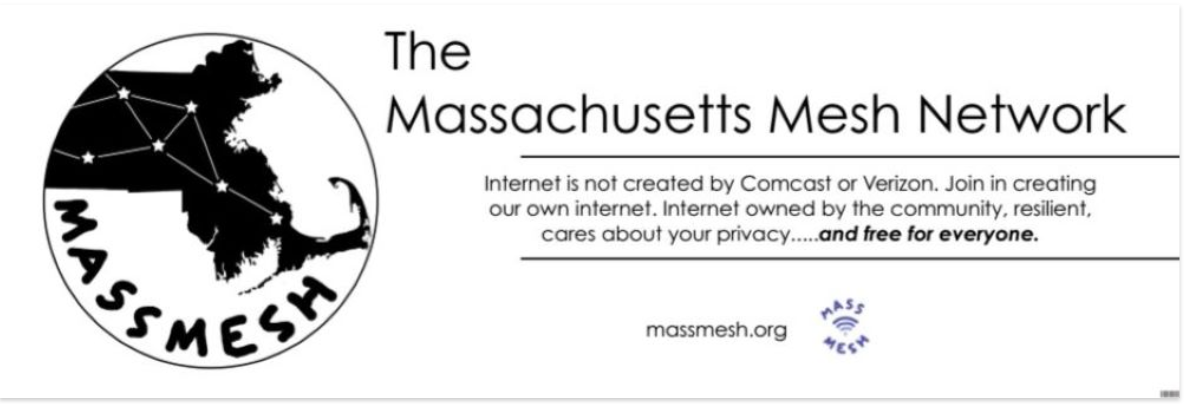 The
Massachusetts Mesh Network
Internet is not created by Comcast or Verizon. Join in creating
our own internet. Internet owned by the community, resilient,
cares about your privacy.....and free for everyone.
MASSMESH
massmesh.org
MASS
MESH